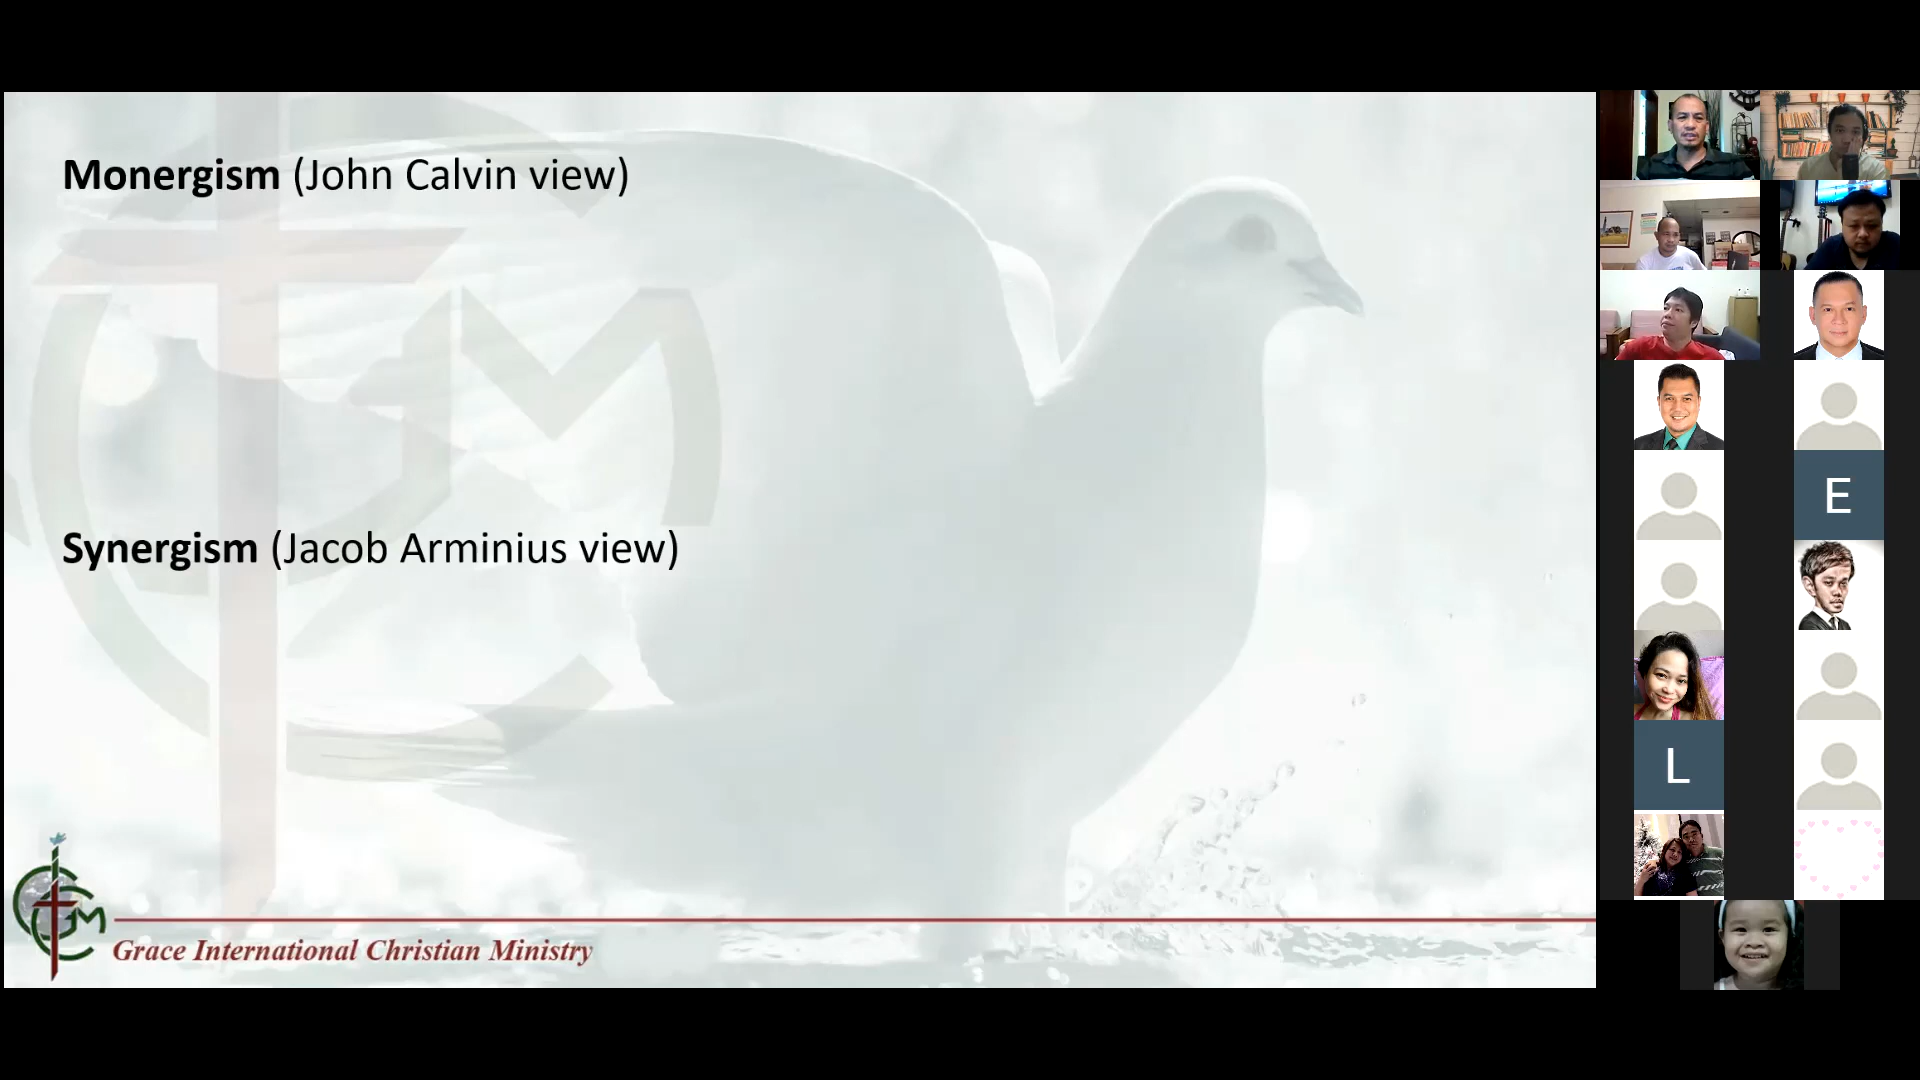 Monergism (John Calvin view)
Synergism (Jacob Arminius view)
Grace International Christian Ministry
E
L